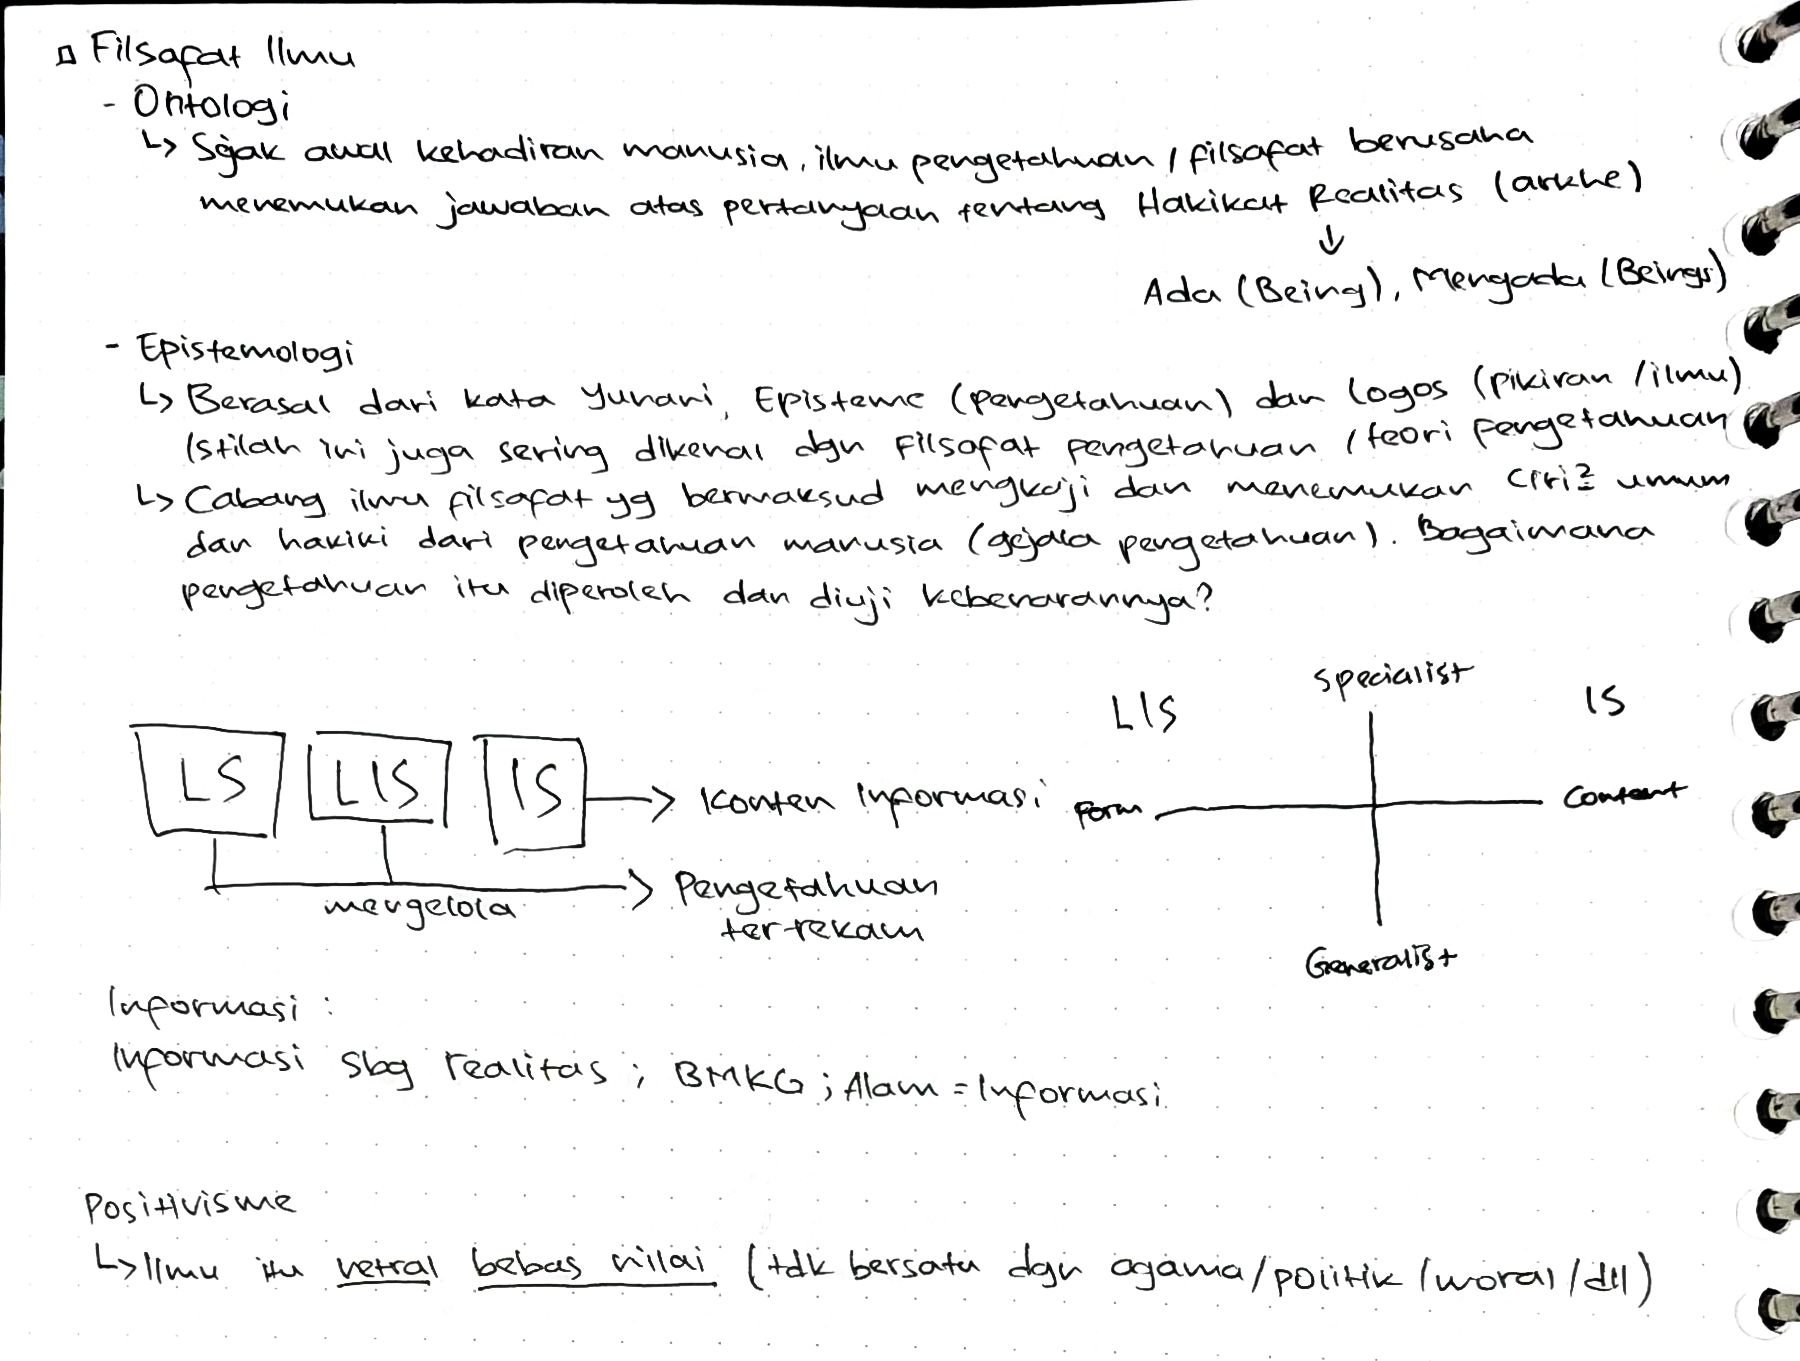 Filsafat Ilmu
- Ontologi
↳ Sejak awal kehadiran manusia, ilmu pengetahuan / filsafat berusaha
menemukan jawaban atas pertanyaan tentang Hakikat Realitas (arkhe)
↓
Ada (Being), Mengada (Beings)
- Epistemologi
↳ Berasal dari kata Yunani, Episteme (pengetahuan) dan Logos (pikiran / ilmu)
Istilah ini juga sering dikenal dgn Filsafat pengetahuan / teori pengetahuan
↳ Cabang ilmu filsafat yg bermaksud mengkaji dan menemukan ciri2 umum
dan hakiki dari pengetahuan manusia (gejala pengetahuan). Bagaimana
pengetahuan itu diperoleh dan diuji kebenarannya?
LS LIS IS → Konten Informasi
mengelola → Pengetahuan
terrekam
Specialist
LIS IS
Form Content
Generalist
Informasi :
Informasi sbg realitas ; BMKG ; Alam = Informasi
Positivisme
↳ Ilmu itu netral bebas nilai (tdk bersatu dgn agama/politik/moral/dll)